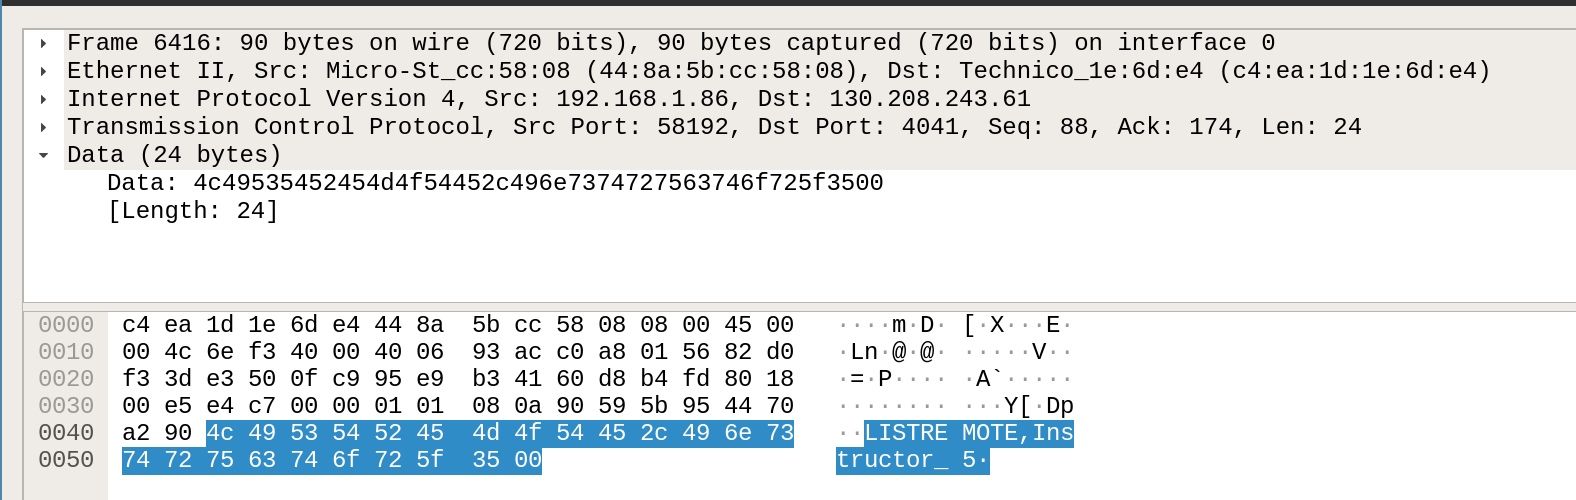 Frame 6416: 90 bytes on wire (720 bits), 90 bytes captured (720 bits) on interface 0
Ethernet II, Src: Micro-St_cc:58:08 (44:8a:5b:cc:58:08), Dst: Technico_1e:6d:e4 (c4:ea:1d:1e:6d:e4)
Internet Protocol Version 4, Src: 192.168.1.86, Dst: 130.208.243.61
Transmission Control Protocol, Src Port: 58192, Dst Port: 4041, Seq: 88, Ack: 174, Len: 24
Data (24 bytes)
Data: 4c49535452454d4f54452c496e7374727563746f725f3500
[Length: 24]
0000 c4 ea 1d 1e 6d e4 44 8a 5b cc 58 08 08 00 45 00 ····m·D· [·X···E·
0010 00 4c 6e f3 40 00 40 06 93 ac c0 a8 01 56 82 d0 ·Ln·@·@· ·····V··
0020 f3 3d e3 50 0f c9 95 e9 b3 41 60 d8 b4 fd 80 18 ·=·P···· ·A`·····
0030 00 e5 e4 c7 00 00 01 01 08 0a 90 59 5b 95 44 70 ········ ···Y[·Dp
0040 a2 90 4c 49 53 54 52 45 4d 4f 54 45 2c 49 6e 73 ··LISTRE MOTE,Ins
0050 74 72 75 63 74 6f 72 5f 35 00 tructor_ 5·